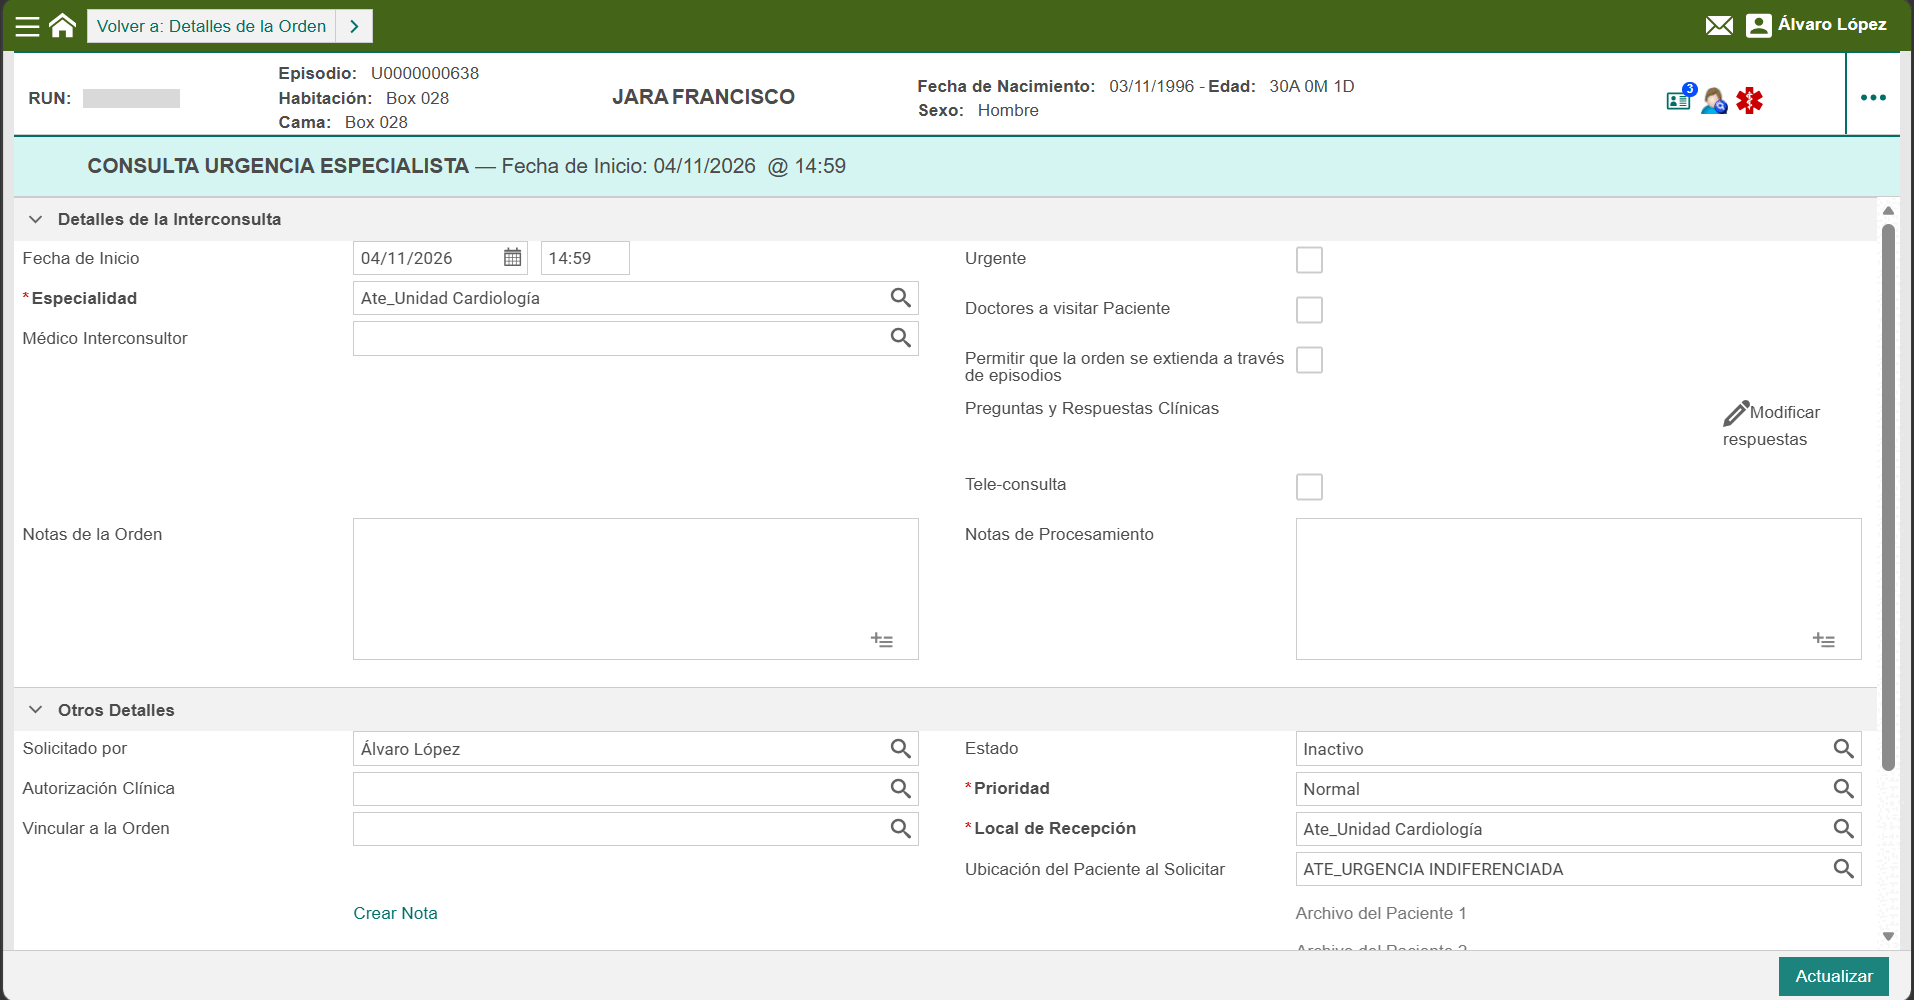 Volver a: Detalles de la Orden
Álvaro López
RUN:
Episodio: U0000000638
Habitación: Box 028
Cama: Box 028
JARA FRANCISCO
Fecha de Nacimiento: 03/11/1996 - Edad: 30A 0M 1D
Sexo: Hombre
3
CONSULTA URGENCIA ESPECIALISTA — Fecha de Inicio: 04/11/2026 @ 14:59
Detalles de la Interconsulta
Fecha de Inicio 04/11/2026 14:59
*Especialidad Ate_Unidad Cardiología
Médico Interconsultor
Urgente
Doctores a visitar Paciente
Permitir que la orden se extienda a través
de episodios
Preguntas y Respuestas Clínicas
Modificar
respuestas
Tele-consulta
Notas de la Orden
Notas de Procesamiento
Otros Detalles
Solicitado por Álvaro López
Autorización Clínica
Vincular a la Orden
Crear Nota
Estado Inactivo
*Prioridad Normal
*Local de Recepción Ate_Unidad Cardiología
Ubicación del Paciente al Solicitar ATE_URGENCIA INDIFERENCIADA
Archivo del Paciente 1
Archivo del Paciente 2
Actualizar